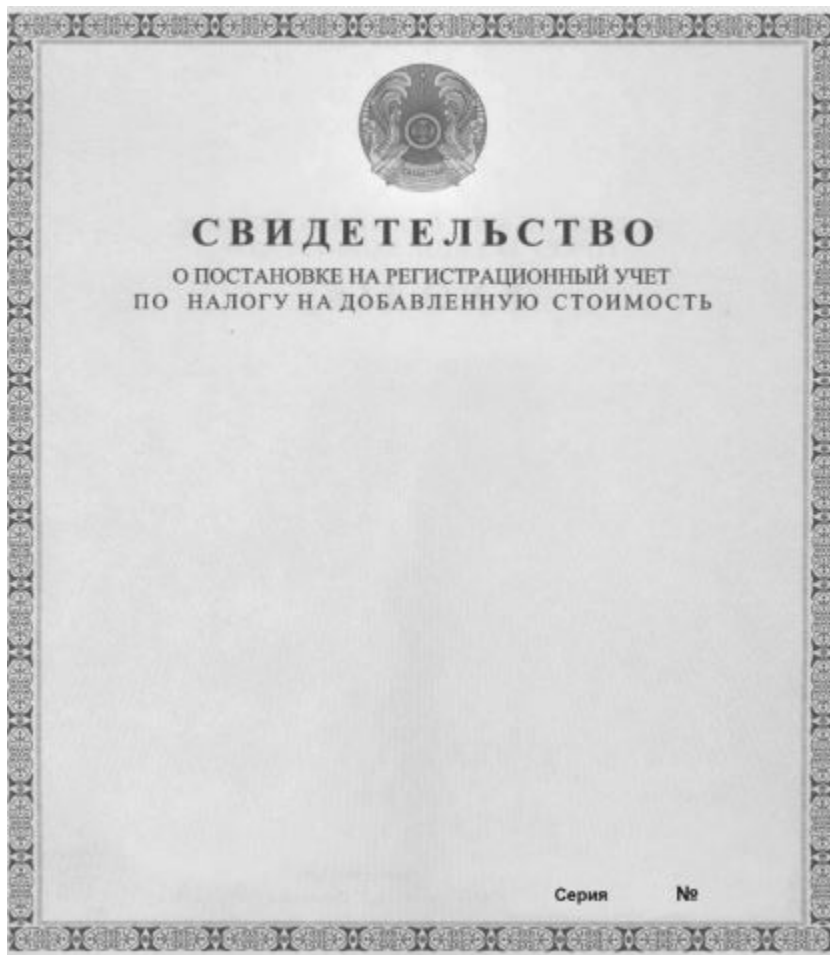 СВИДЕТЕЛЬСТВО
О ПОСТАНОВКЕ НА РЕГИСТРАЦИОННЫЙ УЧЕТ
ПО НАЛОГУ НА ДОБАВЛЕННУЮ СТОИМОСТЬ
Серия №